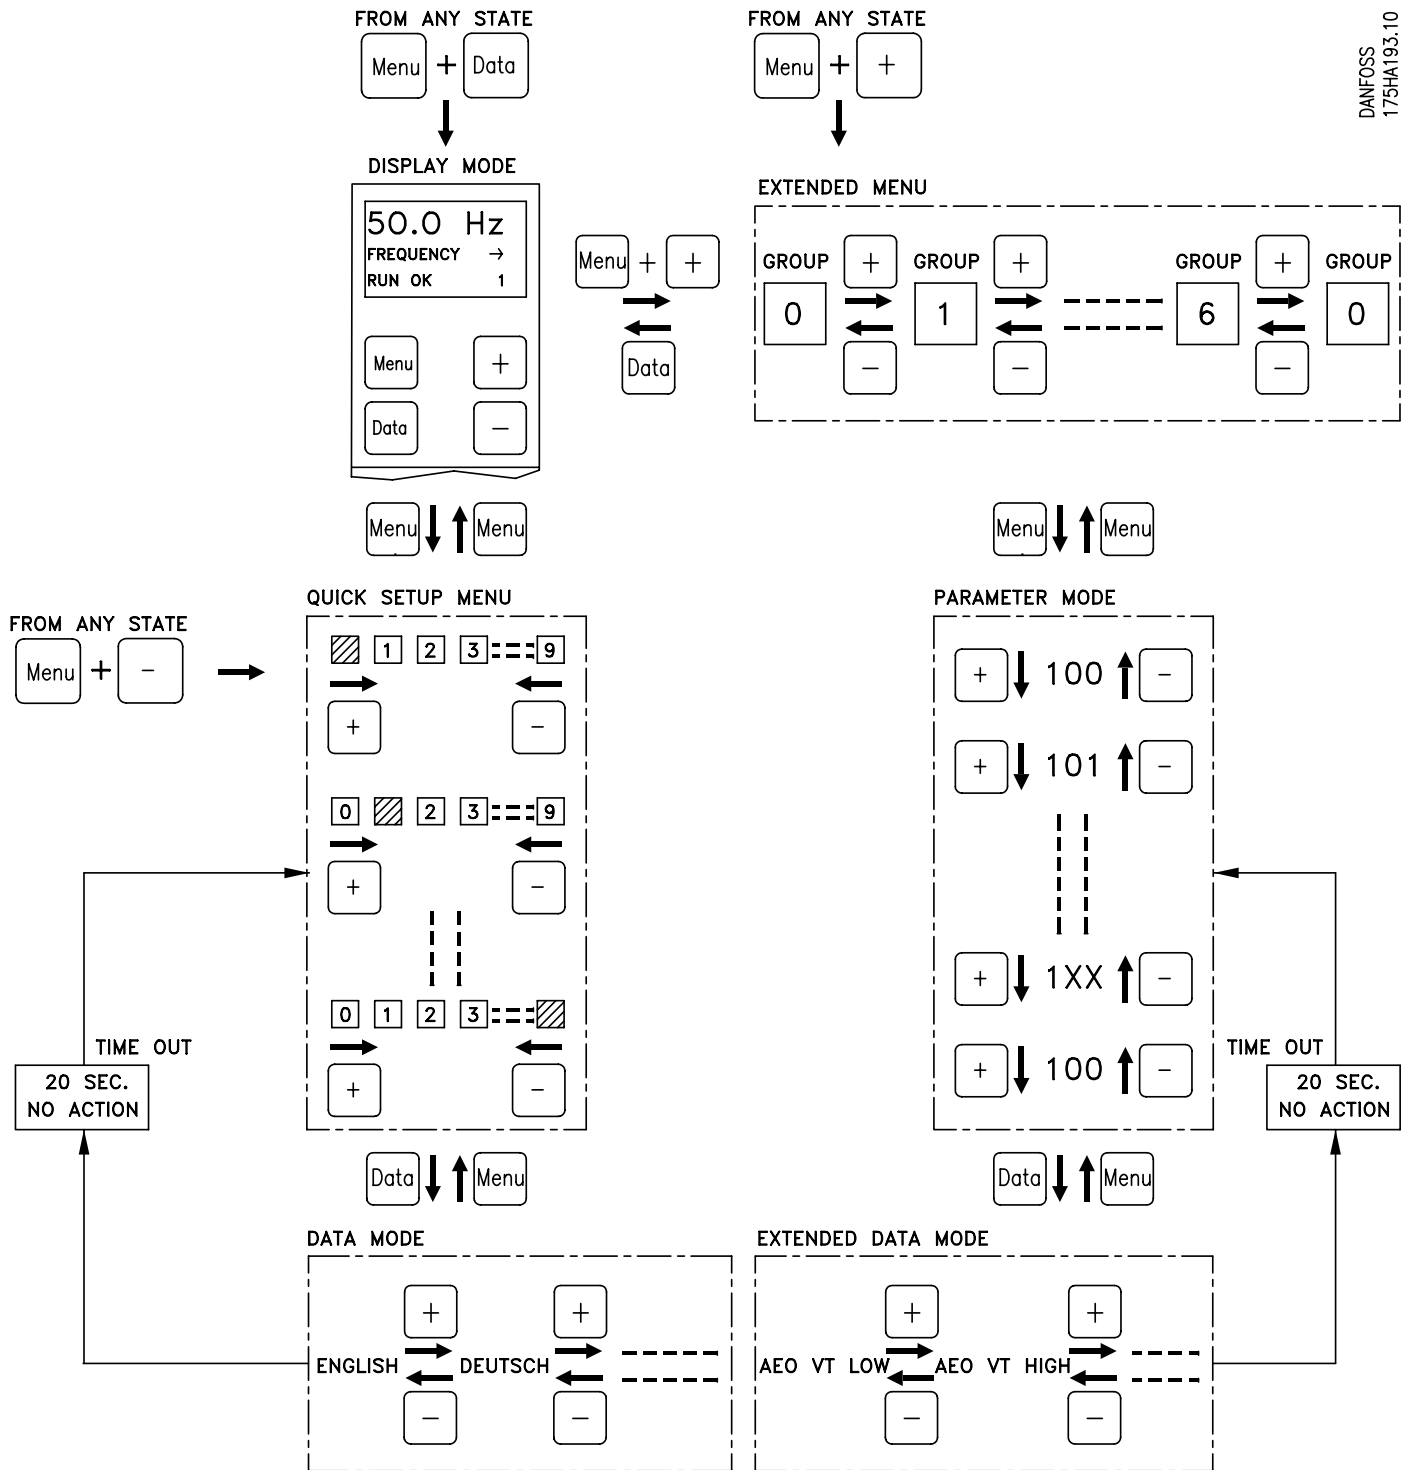 FROM ANY STATE
Menu + Data
FROM ANY STATE
Menu + +
DANFOSS
175HA193.10
DISPLAY MODE
50.0 Hz
FREQUENCY →
RUN OK 1
Menu +
Data -
Menu + +
Data
EXTENDED MENU
GROUP + GROUP + GROUP + GROUP
0 1 6 0
- - -
Menu Menu
Menu Menu
FROM ANY STATE
Menu + -
QUICK SETUP MENU
1 2 3 9
+ -
0 2 3 9
+ -
0 1 2 3
+ -
PARAMETER MODE
+ 100 -
+ 101 -
+ 1XX -
+ 100 -
TIME OUT
20 SEC.
NO ACTION
TIME OUT
20 SEC.
NO ACTION
Data Menu
Data Menu
DATA MODE
+ +
ENGLISH DEUTSCH
- -
EXTENDED DATA MODE
+ +
AEO VT LOW AEO VT HIGH
- -